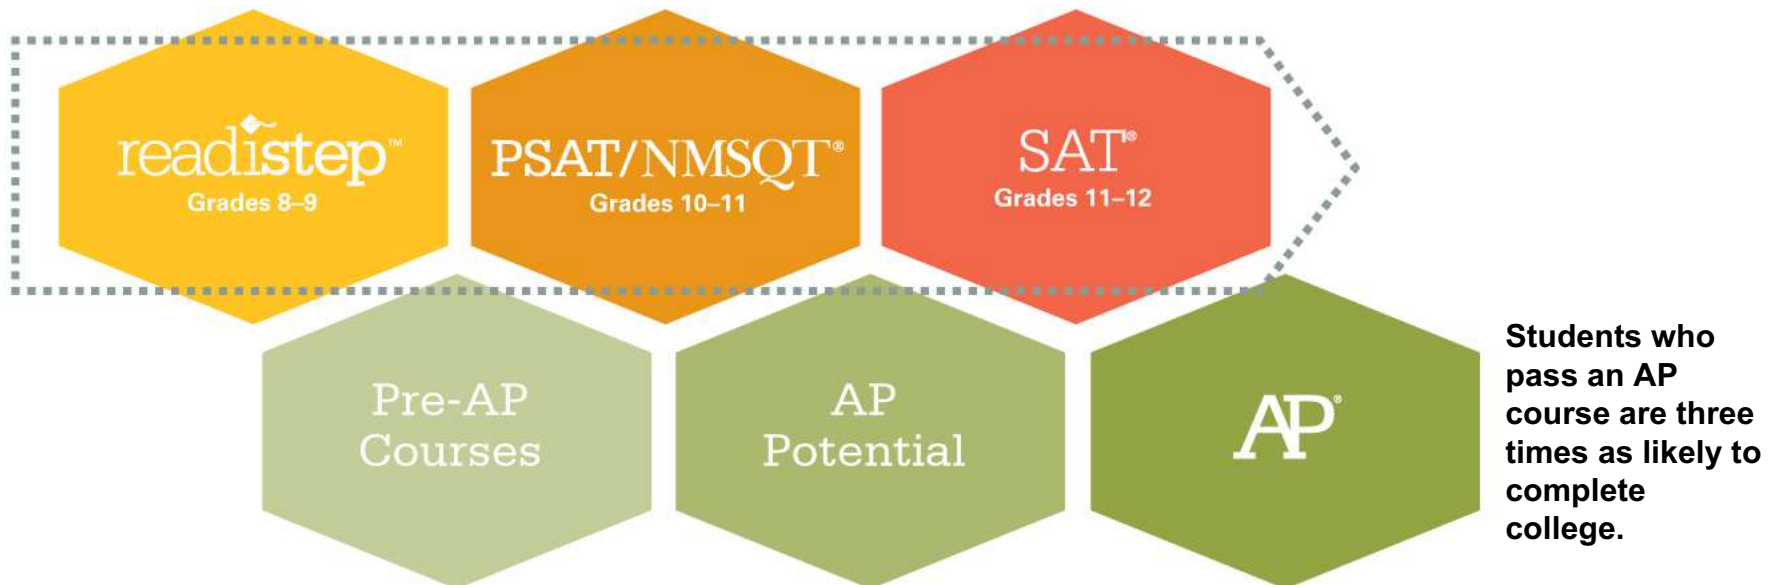 readistep™
Grades 8–9
PSAT/NMSQT®
Grades 10–11
SAT®
Grades 11–12
Pre-AP
Courses
AP
Potential
AP®
Students who
pass an AP
course are three
times as likely to
complete
college.